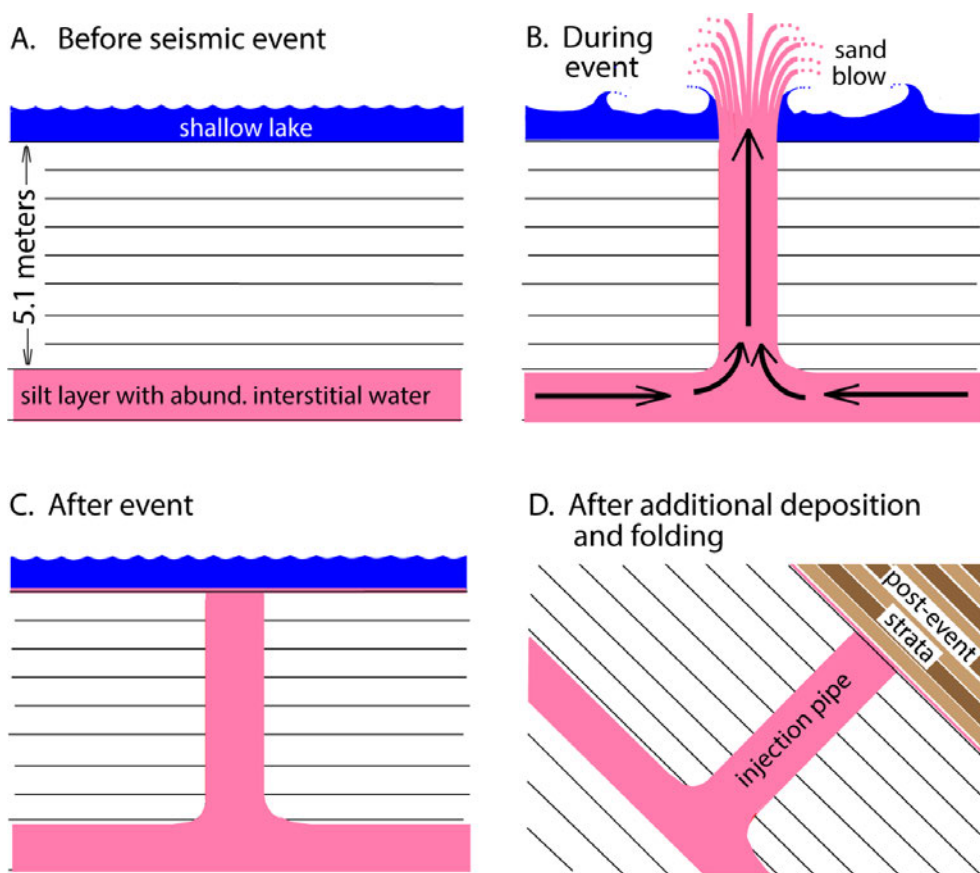 A. Before seismic event
shallow lake
5.1 meters
silt layer with abund. interstitial water
B. During
event
sand
blow
C. After event
D. After additional deposition
and folding
post-event
strata
injection pipe